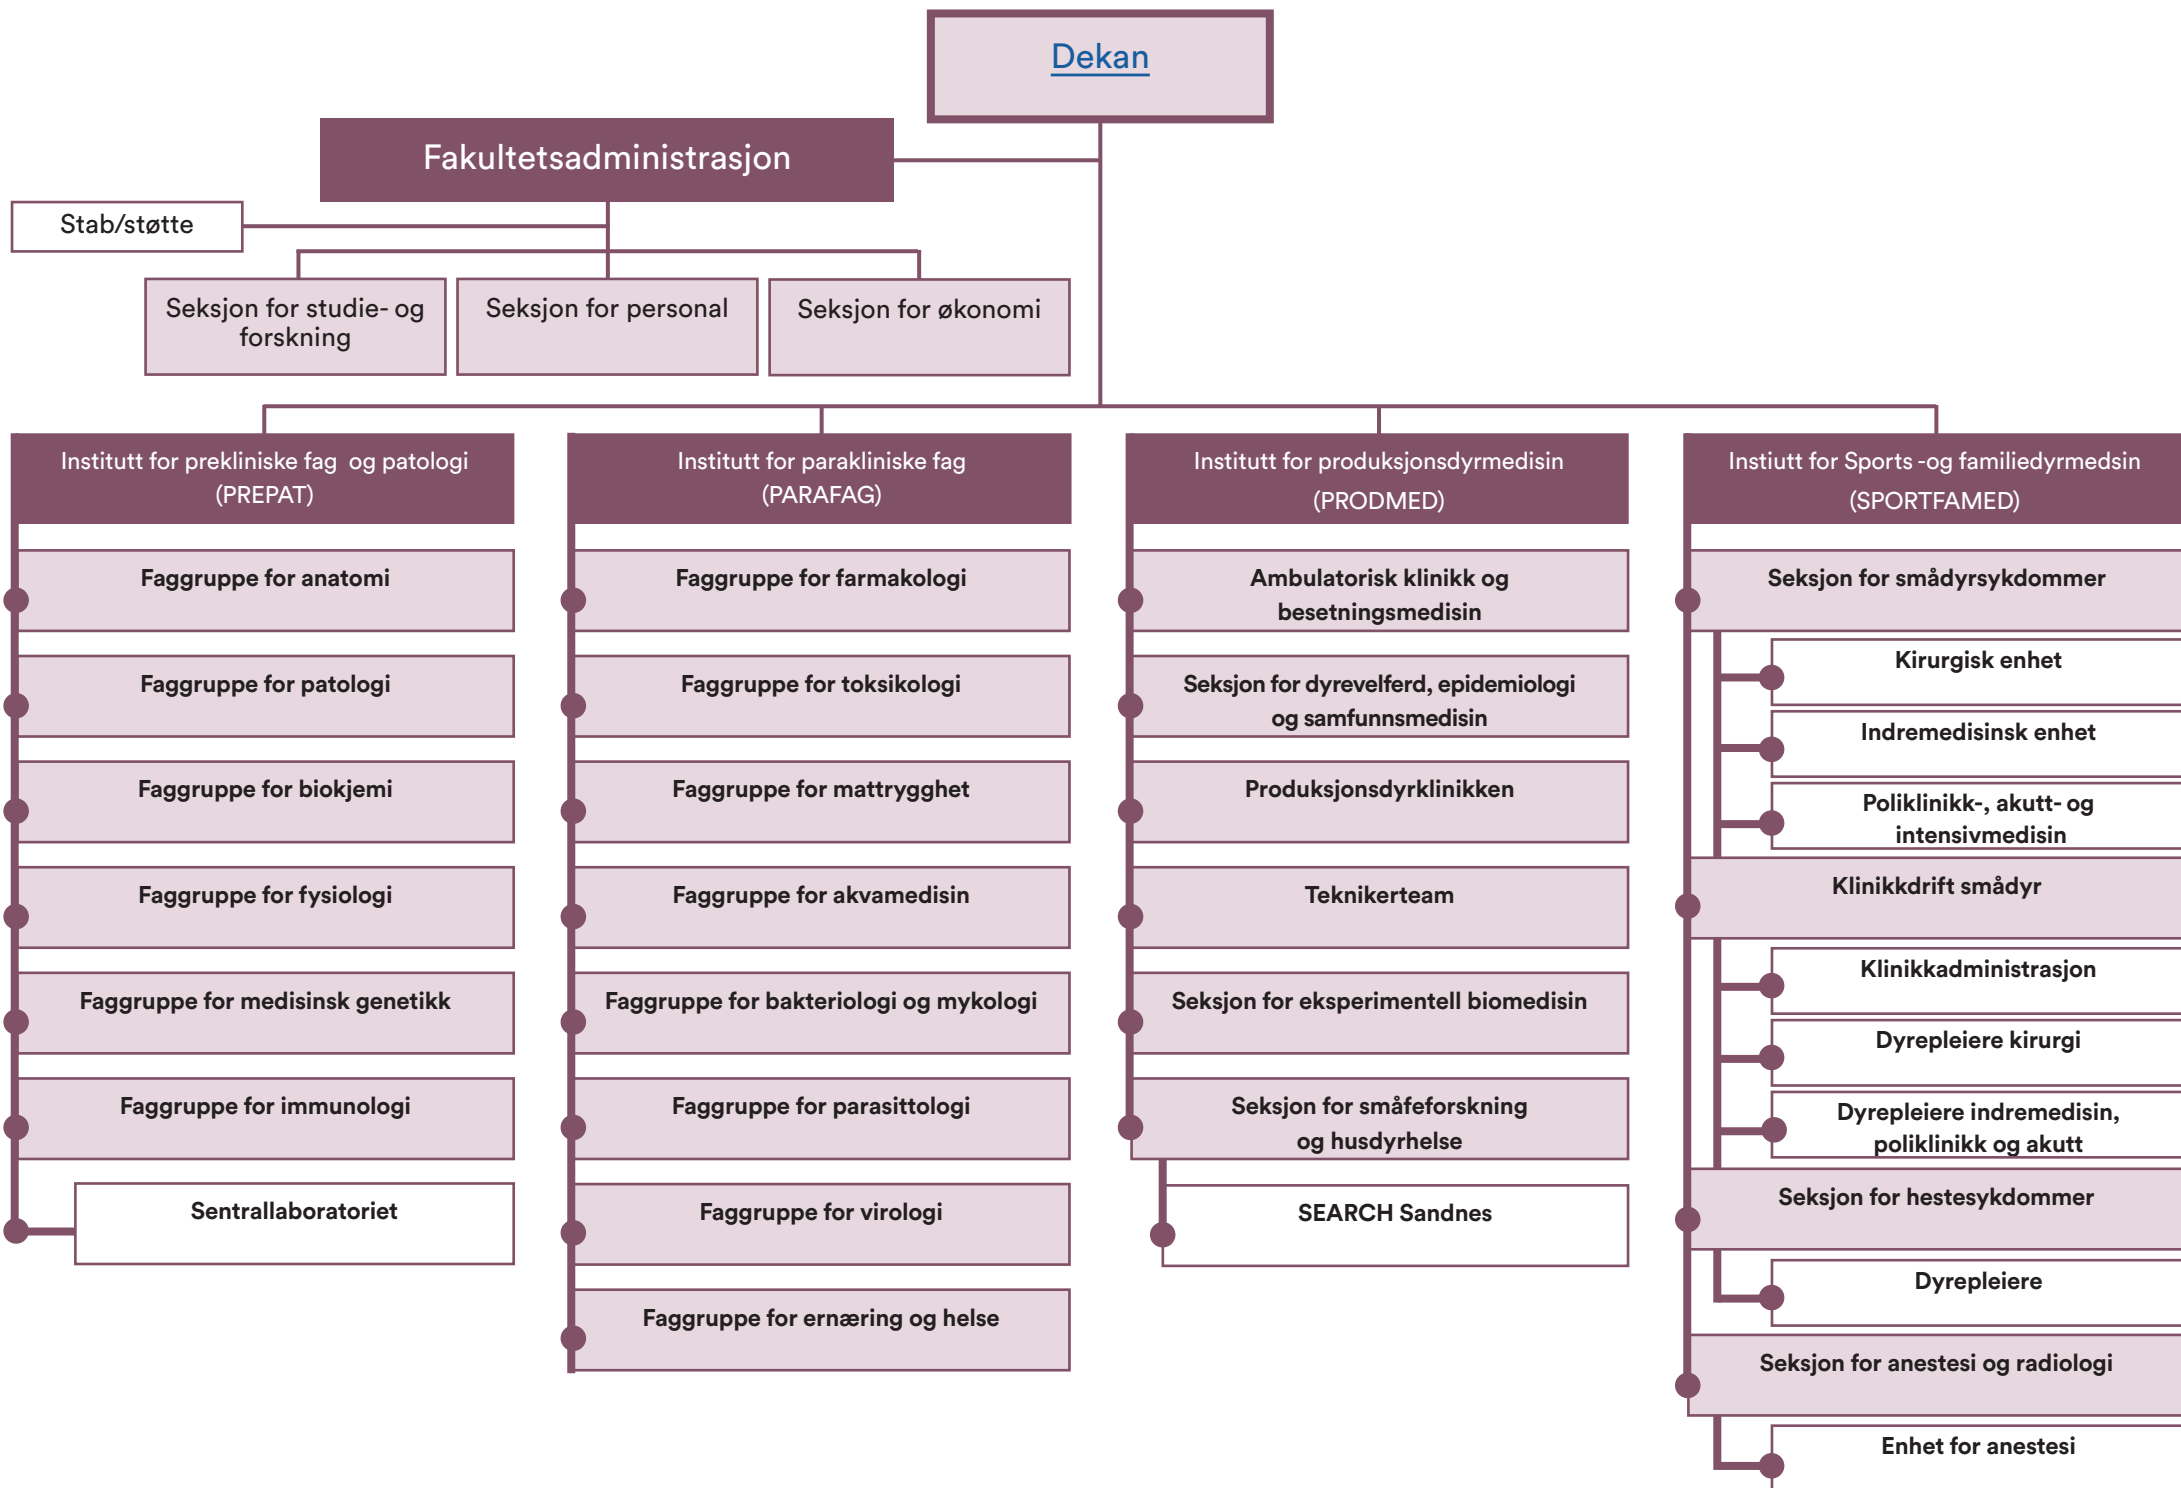 Dekan
Fakultetsadministrasjon
Stab/støtte
Seksjon for studie- og
forskning
Seksjon for personal
Seksjon for økonomi
Institutt for prekliniske fag og patologi
(PREPAT)
Faggruppe for anatomi
Faggruppe for patologi
Faggruppe for biokjemi
Faggruppe for fysiologi
Faggruppe for medisinsk genetikk
Faggruppe for immunologi
Sentrallaboratoriet
Institutt for parakliniske fag
(PARAFAG)
Faggruppe for farmakologi
Faggruppe for toksikologi
Faggruppe for mattrygghet
Faggruppe for akvamedisin
Faggruppe for bakteriologi og mykologi
Faggruppe for parasittologi
Faggruppe for virologi
Faggruppe for ernæring og helse
Institutt for produksjonsdyrmedisin
(PRODMED)
Ambulatorisk klinikk og
besetningsmedisin
Seksjon for dyrevelferd, epidemiologi
og samfunnsmedisin
Produksjonsdyrklinikken
Teknikerteam
Seksjon for eksperimentell biomedisin
Seksjon for småfeforskning
og husdyrhelse
SEARCH Sandnes
Instiutt for Sports -og familiedyrmedsin
(SPORTFAMED)
Seksjon for smådyrsykdommer
Kirurgisk enhet
Indremedisinsk enhet
Poliklinikk-, akutt- og
intensivmedisin
Klinikkdrift smådyr
Klinikkadministrasjon
Dyrepleiere kirurgi
Dyrepleiere indremedisin,
poliklinikk og akutt
Seksjon for hestesykdommer
Dyrepleiere
Seksjon for anestesi og radiologi
Enhet for anestesi